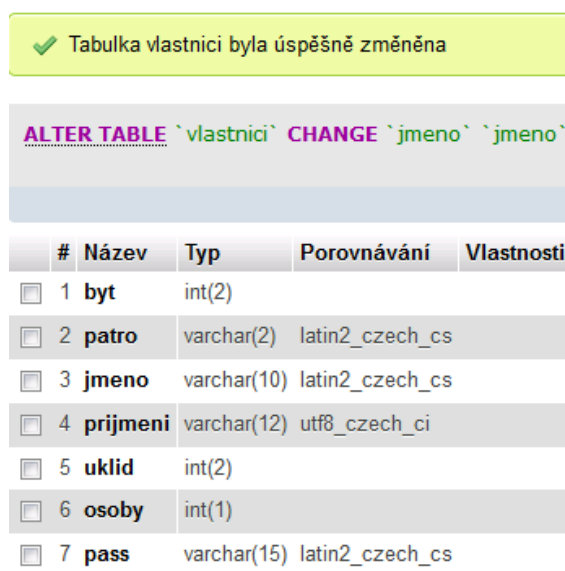 Tabulka vlastnici byla úspěšně změněna
ALTER TABLE `vlastnici` CHANGE `jmeno` `jmeno`
# Název Typ Porovnávání Vlastnosti
1 byt int(2)
2 patro varchar(2) latin2_czech_cs
3 jmeno varchar(10) latin2_czech_cs
4 prijmeni varchar(12) utf8_czech_ci
5 uklid int(2)
6 osoby int(1)
7 pass varchar(15) latin2_czech_cs